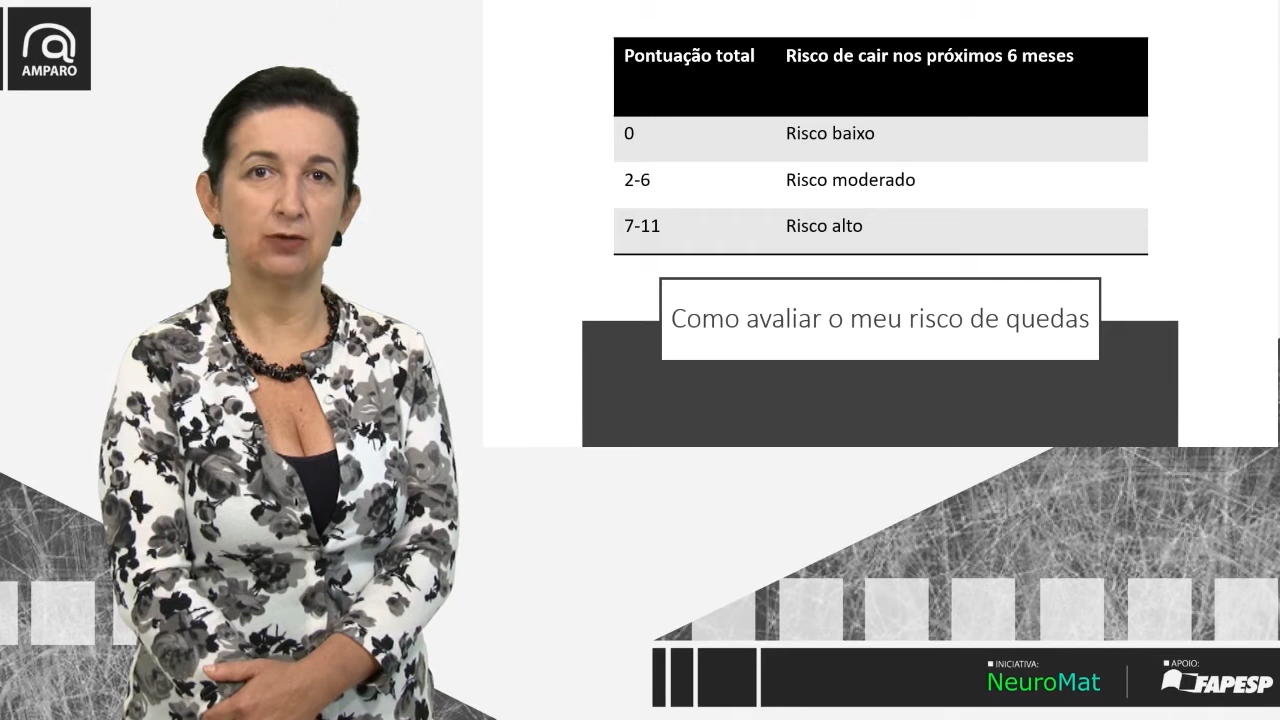 AMPARO
Pontuação total Risco de cair nos próximos 6 meses
0 Risco baixo
2-6 Risco moderado
7-11 Risco alto
Como avaliar o meu risco de quedas
INICIATIVA:
NeuroMat
APOIO:
FAPESP